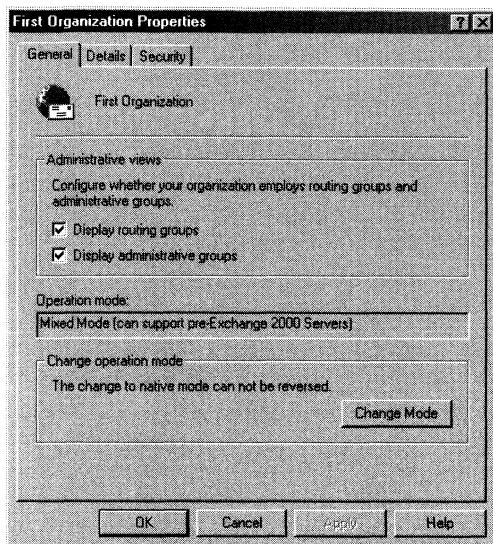 First Organization Properties
General Details Security
First Organization
Administrative views
Configure whether your organization employs routing groups and
administrative groups.
Display routing groups
Display administrative groups
Operation mode:
Mixed Mode (can support pre-Exchange 2000 Servers)
Change operation mode
The change to native mode can not be reversed.
Change Mode
OK Cancel Apply Help